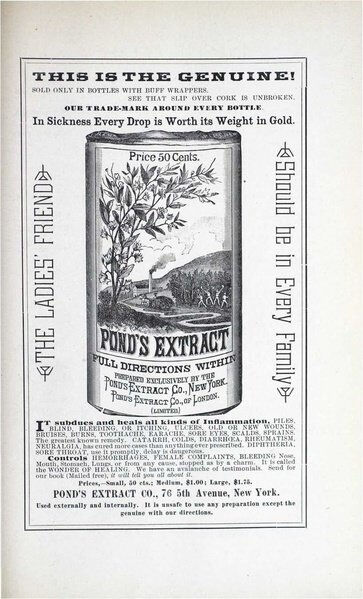 THIS IS THE GENUINE!
SOLD ONLY IN BOTTLES WITH BUFF WRAPPERS.
SEE THAT SLIP OVER CORK IS UNBROKEN.
OUR TRADE-MARK AROUND EVERY BOTTLE.
In Sickness Every Drop is Worth its Weight in Gold.
THE LADIES' FRIEND
Price 50 Cents.
POND'S EXTRACT
FULL DIRECTIONS WITHIN
PREPARED EXCLUSIVELY BY THE
POND'S EXTRACT CO., NEW YORK.
POND'S EXTRACT CO., OF LONDON.
(LIMITED)
Should be in Every Family
IT subdues and heals all kinds of Inflammation, PILES,
BLIND, BLEEDING OR ITCHING, ULCERS, OLD OR NEW WOUNDS,
BRUISES, BURNS, TOOTHACHE, EARACHE, SORE EYES, SCALDS, SPRAINS.
The greatest known remedy. CATARRH, COLDS, DIARRHŒA, RHEUMATISM,
NEURALGIA, has cured more cases than anything ever prescribed. DIPHTHERIA,
SORE THROAT, use it promptly, delay is dangerous.
Controls HEMORRHAGES, FEMALE COMPLAINTS, BLEEDING Nose,
Mouth, Stomach, Lungs, or from any cause, stopped as by a charm. It is called
the WONDER OF HEALING. We have an avalanche of testimonials. Send for
our book (Mailed free), it will tell you all about it.
Prices,—Small, 50 cts.; Medium, $1.00; Large, $1.75.
POND'S EXTRACT CO., 76 5th Avenue, New York.
Used externally and internally. It is unsafe to use any preparation except the
genuine with our directions.